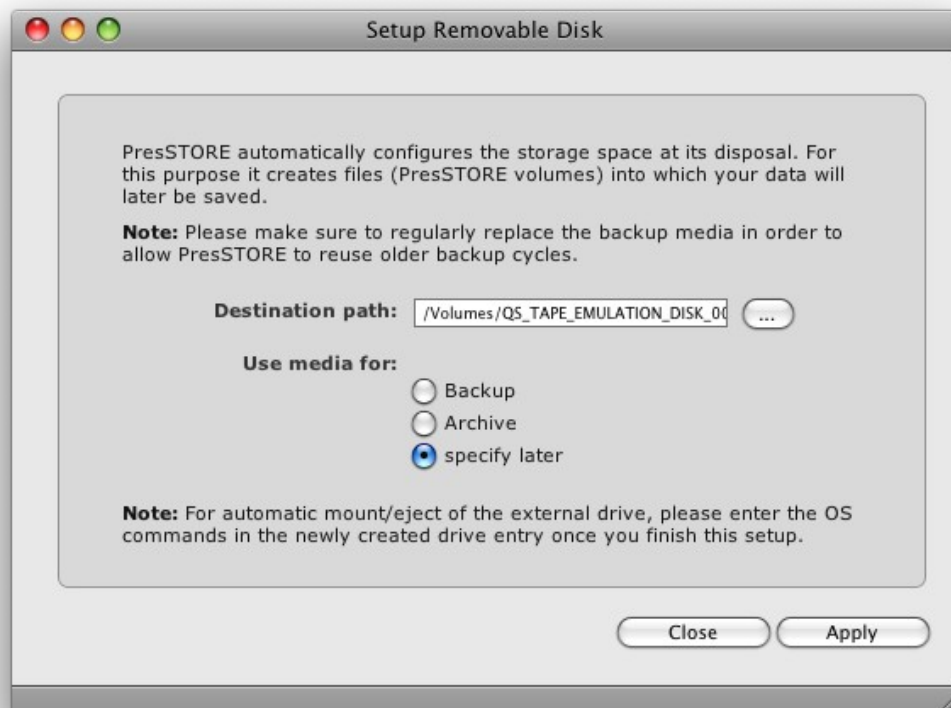 Setup Removable Disk
PresSTORE automatically configures the storage space at its disposal. For
this purpose it creates files (PresSTORE volumes) into which your data will
later be saved.
Note: Please make sure to regularly replace the backup media in order to
allow PresSTORE to reuse older backup cycles.
Destination path: /Volumes/QS_TAPE_EMULATION_DISK_00 ...
Use media for:
Backup
Archive
specify later
Note: For automatic mount/eject of the external drive, please enter the OS
commands in the newly created drive entry once you finish this setup.
Close Apply